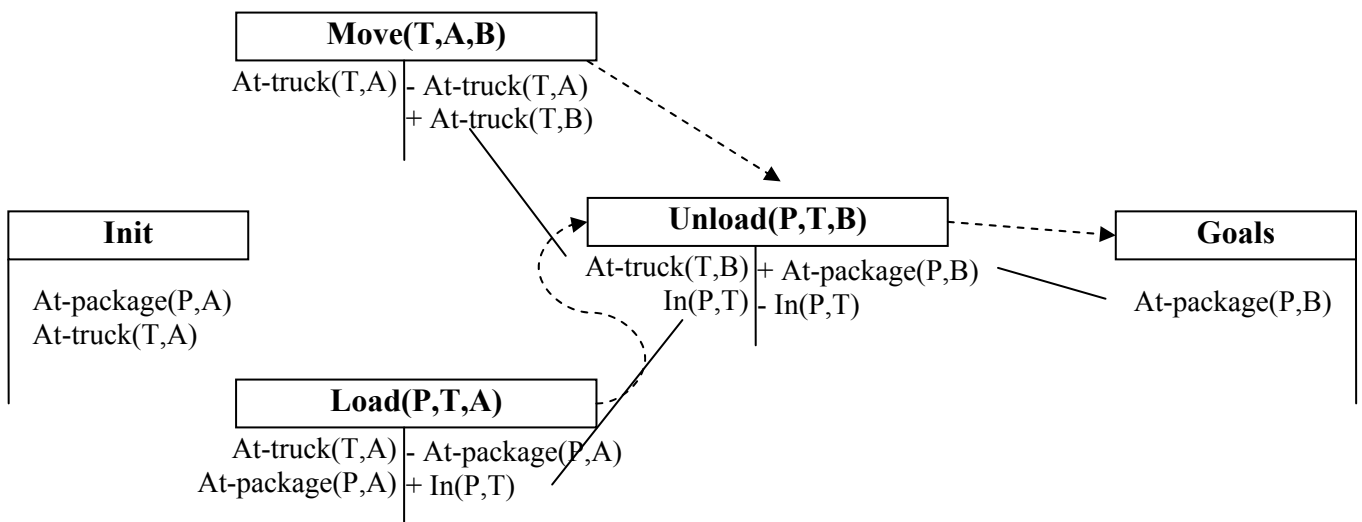 Move(T,A,B)
At-truck(T,A)
- At-truck(T,A)
+ At-truck(T,B)
Init
At-package(P,A)
At-truck(T,A)
Unload(P,T,B)
At-truck(T,B)
In(P,T)
+ At-package(P,B)
- In(P,T)
Goals
At-package(P,B)
Load(P,T,A)
At-truck(T,A)
At-package(P,A)
- At-package(P,A)
+ In(P,T)